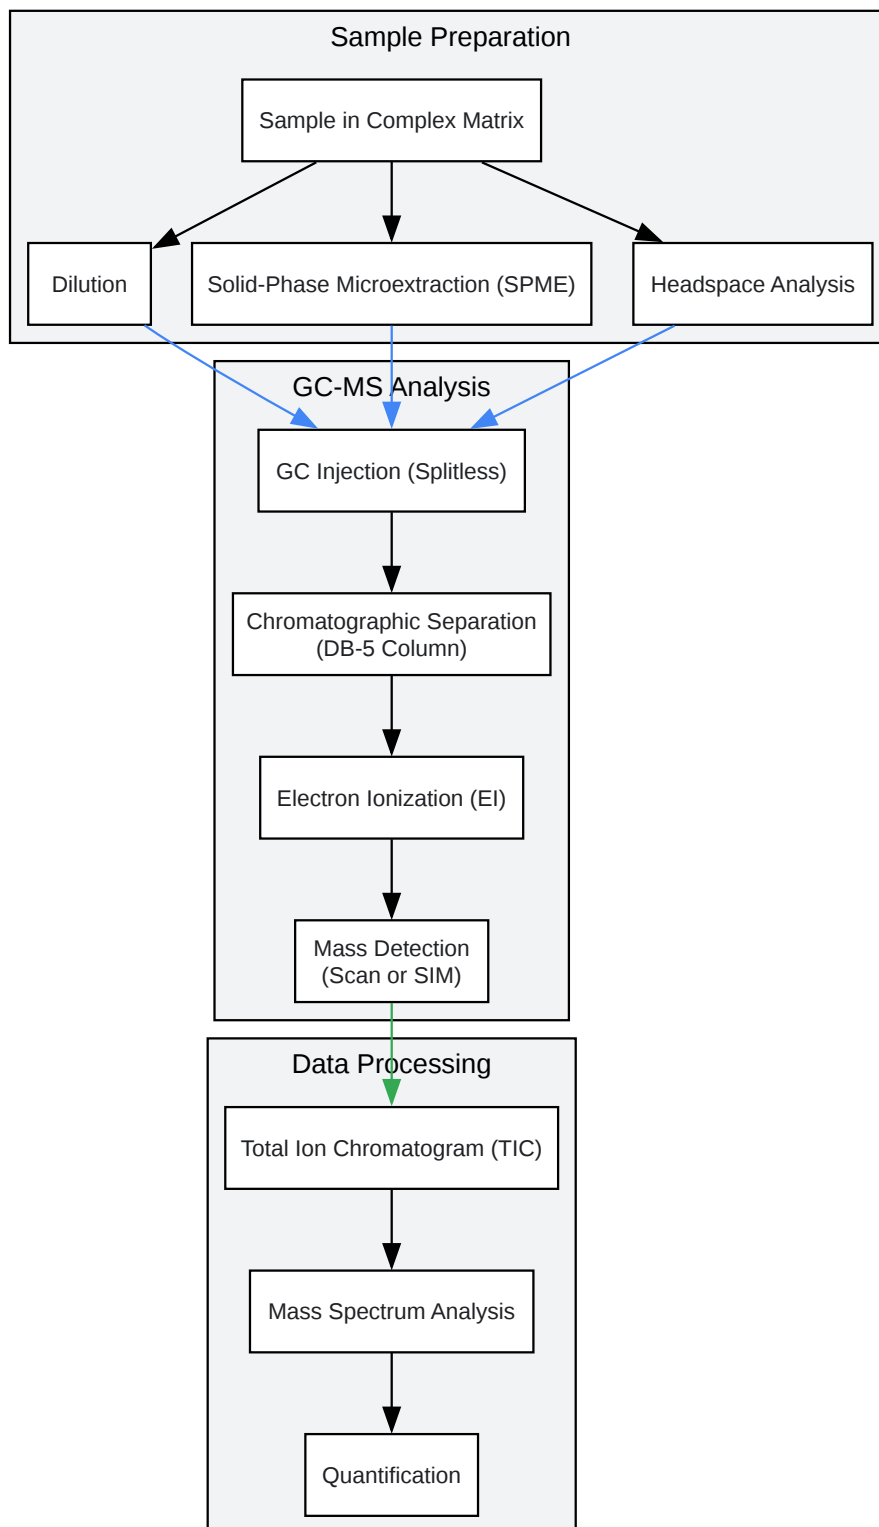 Sample Preparation
Sample in Complex Matrix
Dilution
Solid-Phase Microextraction (SPME)
Headspace Analysis
GC-MS Analysis
GC Injection (Splitless)
Chromatographic Separation
(DB-5 Column)
Electron Ionization (EI)
Mass Detection
(Scan or SIM)
Data Processing
Total Ion Chromatogram (TIC)
Mass Spectrum Analysis
Quantification